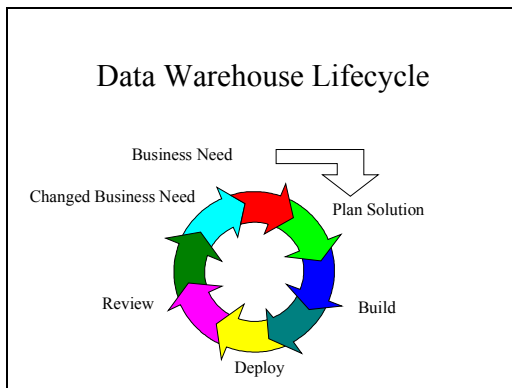 Data Warehouse Lifecycle
Business Need
Changed Business Need
Plan Solution
Review
Build
Deploy